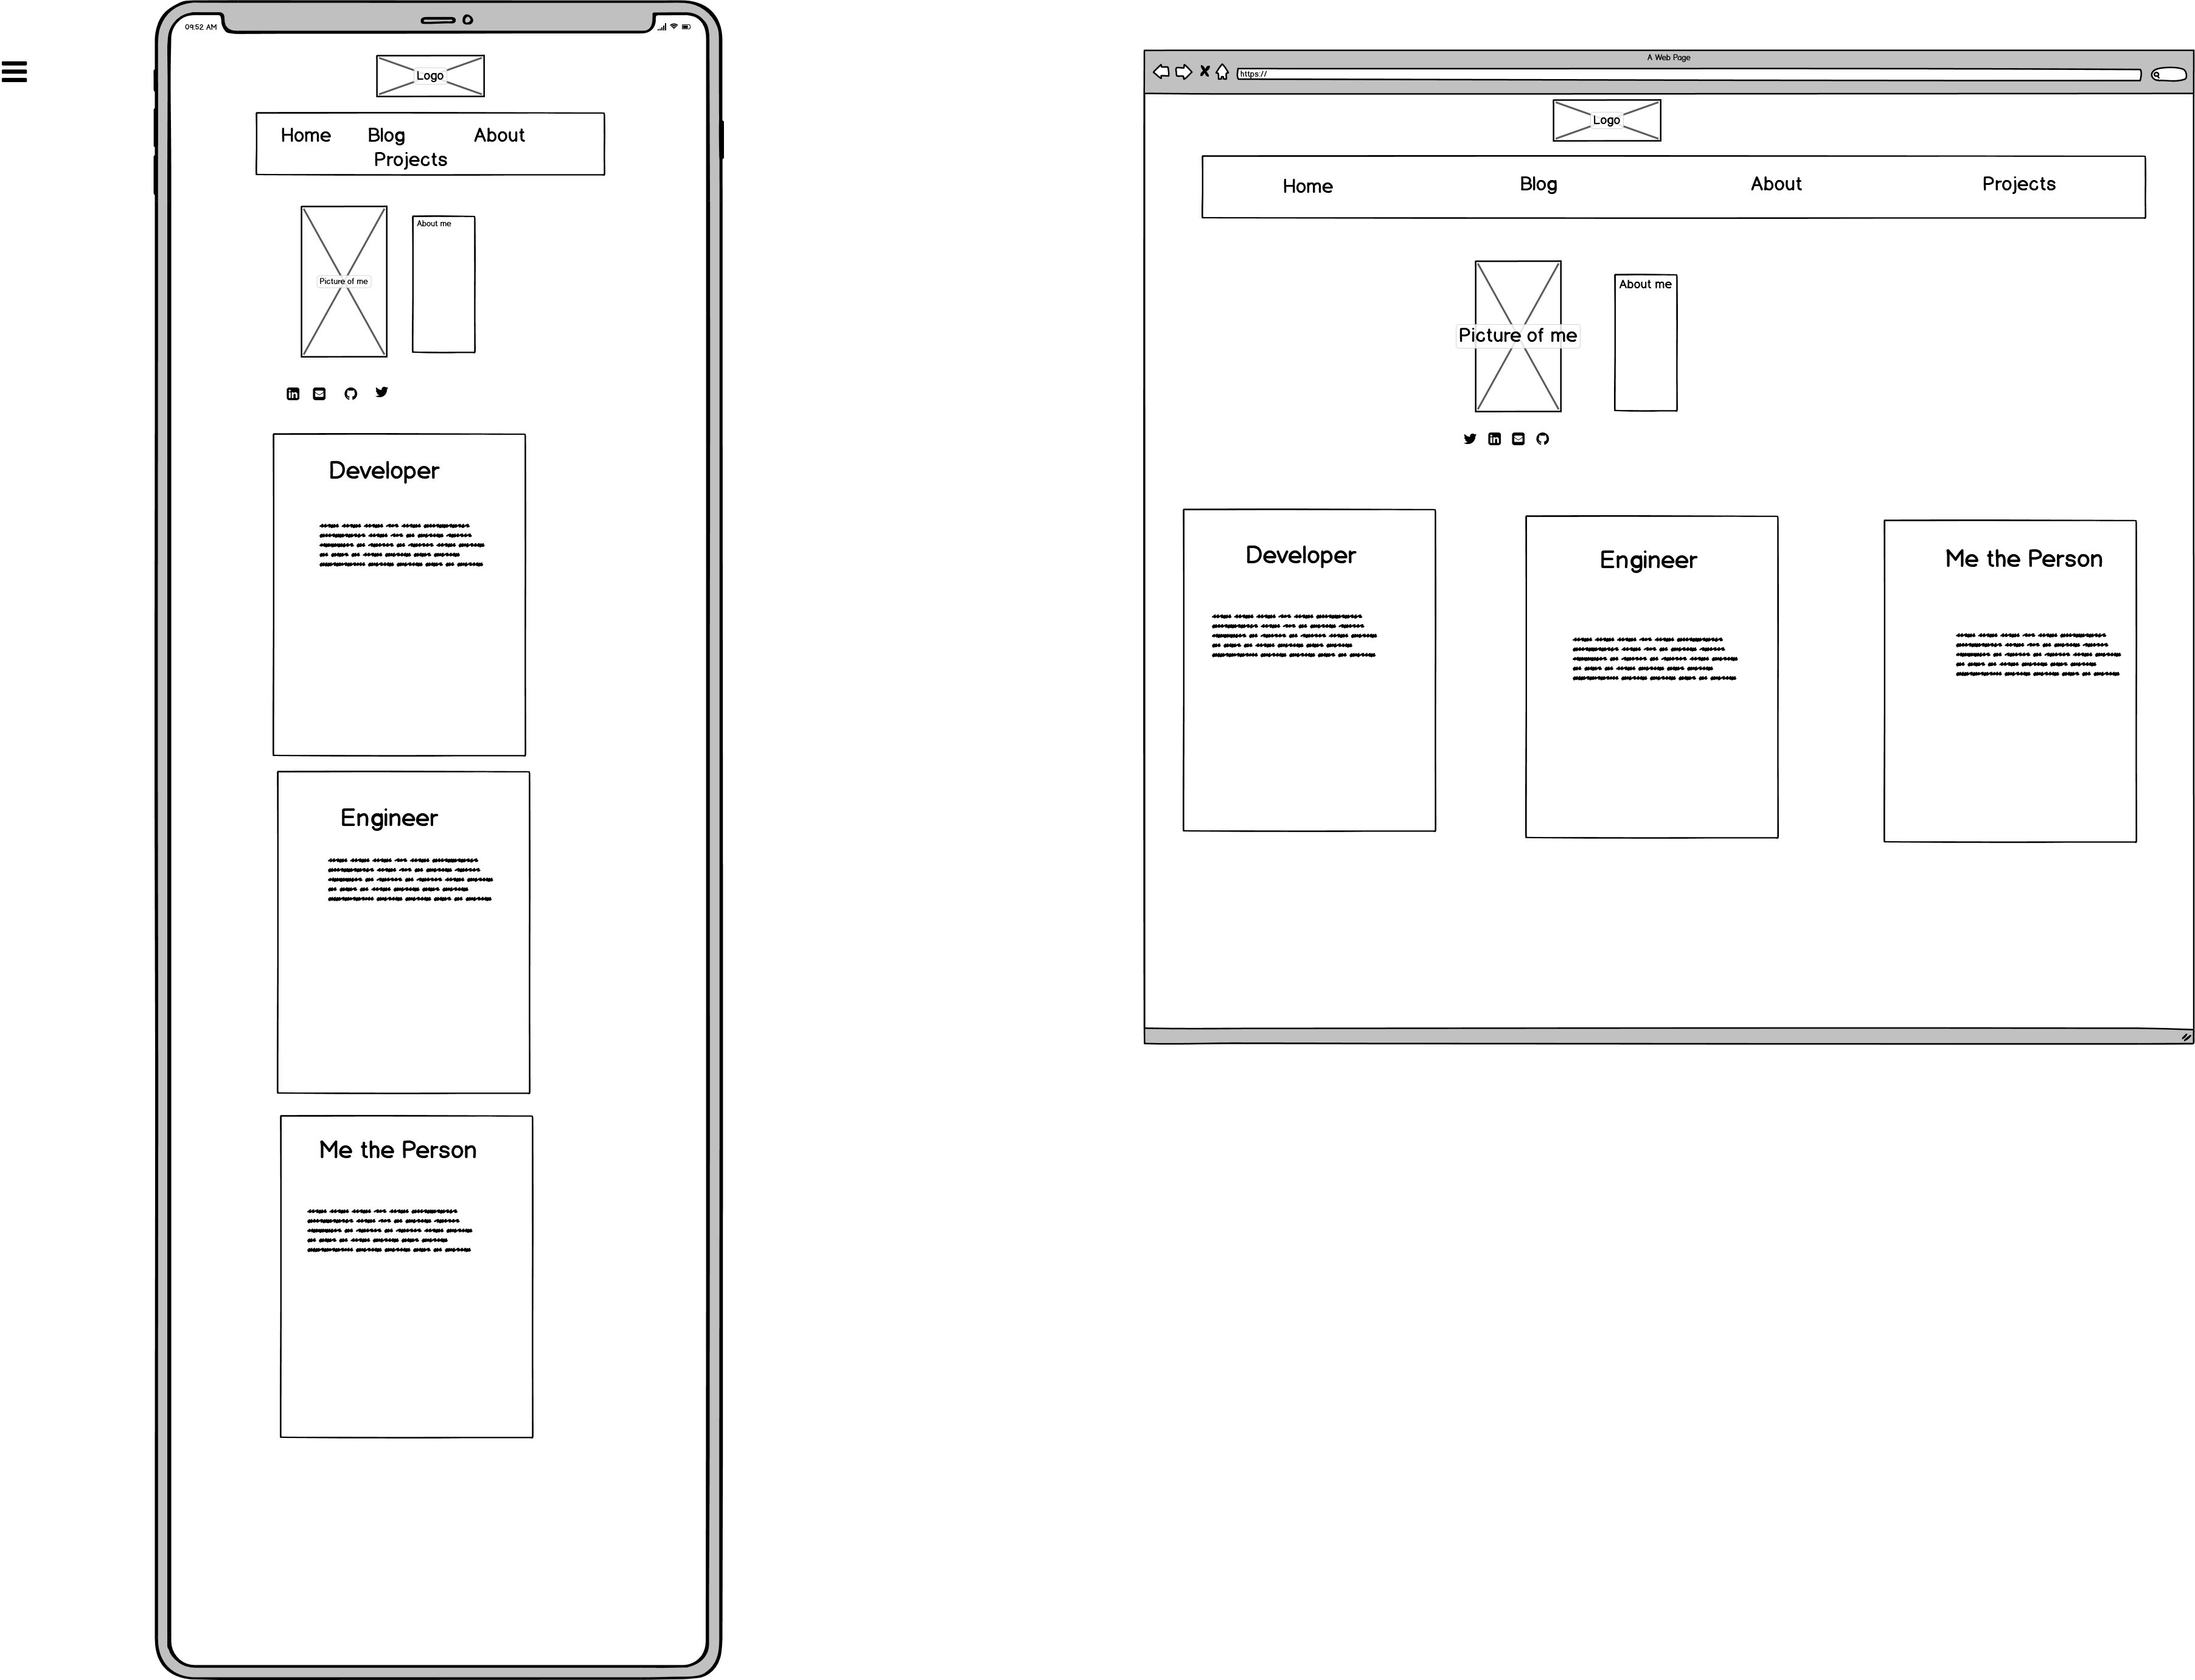 09:52 AM
Logo
Home Blog About
Projects
Picture of me
About me
Developer
Engineer
Me the Person
A Web Page
https://
Logo
Home Blog About Projects
Picture of me
About me
Developer
Engineer
Me the Person